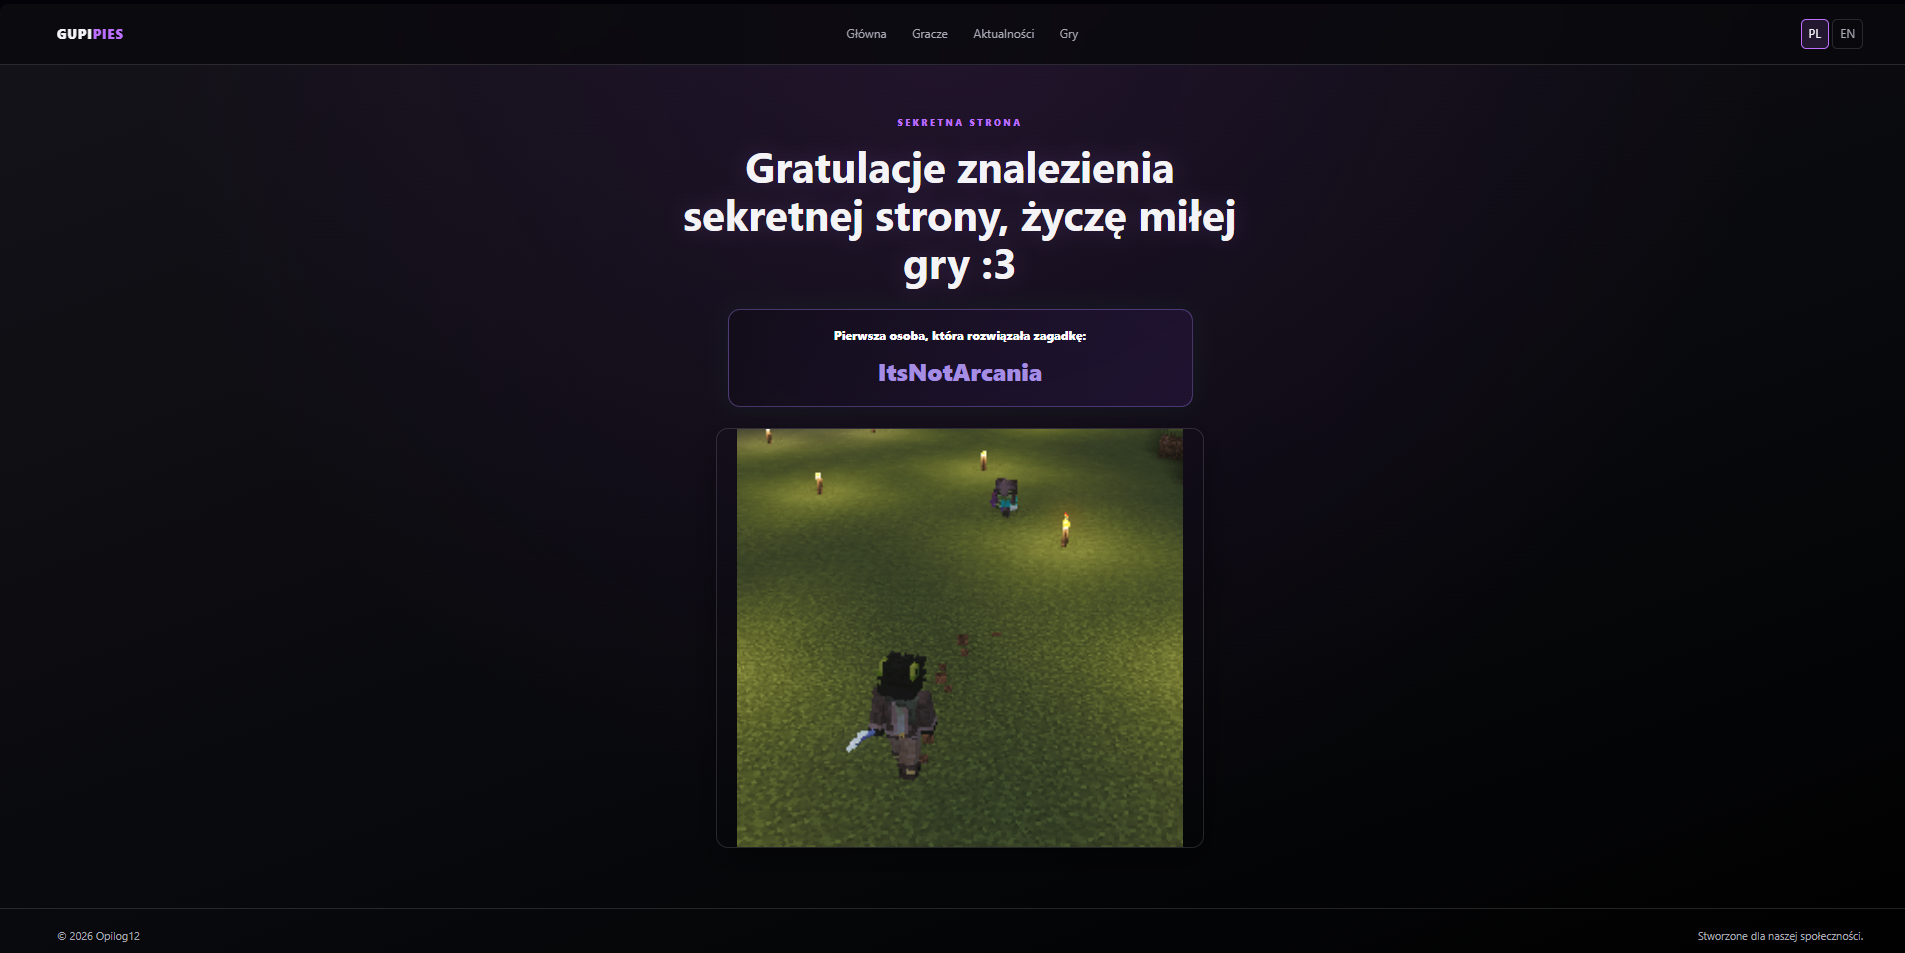 GUPIPIES
Główna Gracze Aktualności Gry
PL EN
SEKRETNA STRONA
Gratulacje znalezienia
sekretnej strony, życzę miłej
gry :3
Pierwsza osoba, która rozwiązała zagadkę:
ItsNotArcania
© 2026 Opilog12
Stworzone dla naszej społeczności.